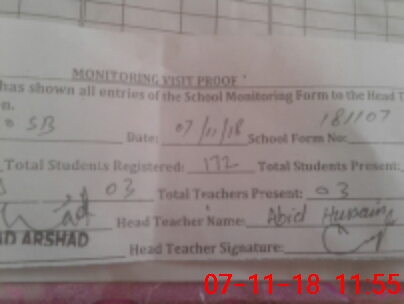 MONITORING VISIT PROOF
has shown all entries of the School Monitoring Form to the Head T
n.
SB Date: 07/11/18 School Form No: 181107
Total Students Registered: 172 Total Students Present:
03 Total Teachers Present: 03
Head Teacher Name: Abid Hussain
AD ARSHAD
Head Teacher Signature:
07-11-18 11:55